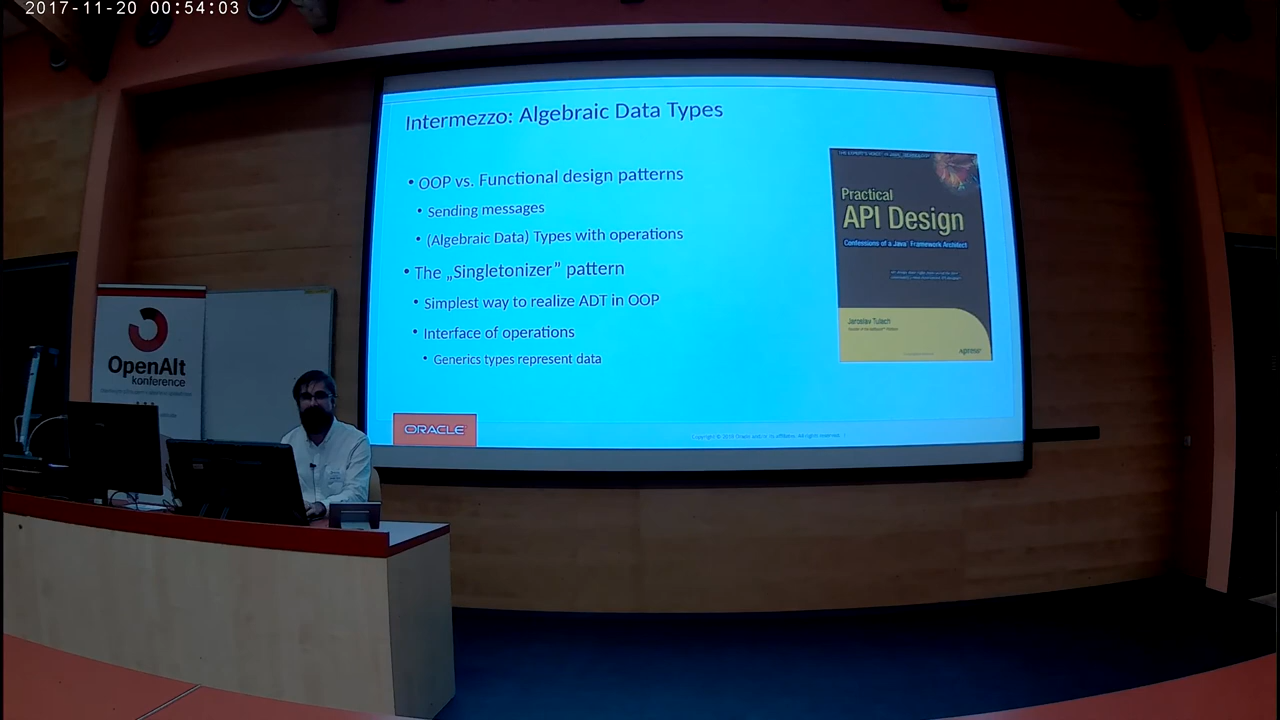 2017-11-20 00:54:03
Intermezzo: Algebraic Data Types
• OOP vs. Functional design patterns
• Sending messages
• (Algebraic Data) Types with operations
• The „Singletonizer” pattern
• Simplest way to realize ADT in OOP
• Interface of operations
• Generics types represent data
ORACLE
Practical
API Design
Confessions of a Java Framework Architect
Jaroslav Tulach
Apress
OpenAlt
konference